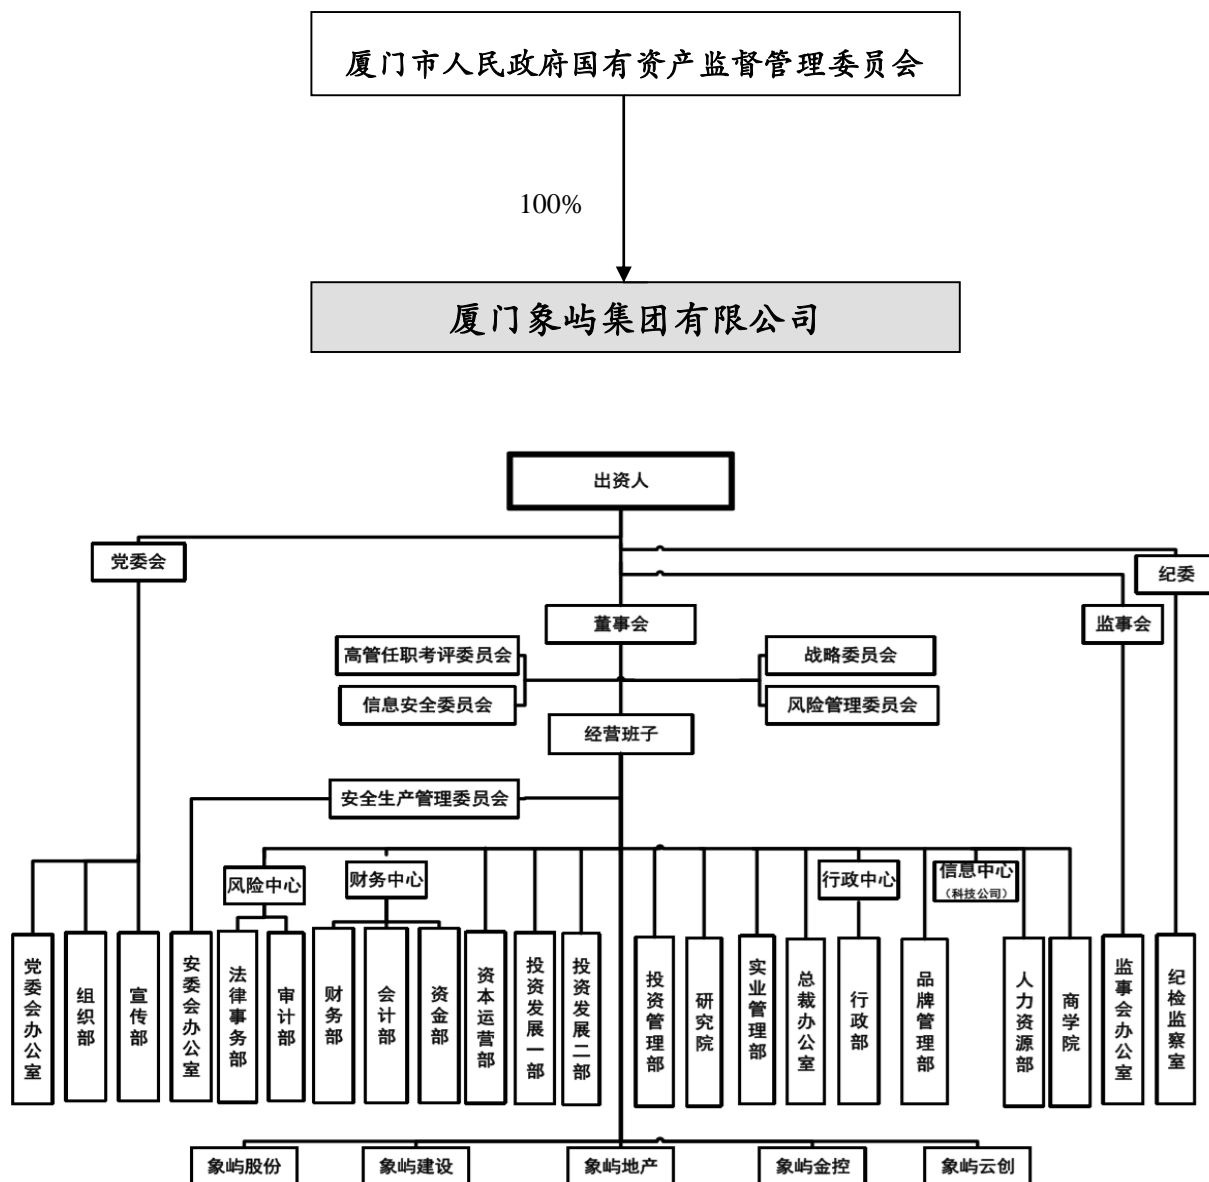 厦门市人民政府国有资产监督管理委员会
100%
厦门象屿集团有限公司
出资人
党委会
纪委
董事会
监事会
高管任职考评委员会
战略委员会
信息安全委员会
风险管理委员会
经营班子
安全生产管理委员会
风险中心
财务中心
行政中心
信息中心
（科技公司）
党委会办公室
组织部
宣传部
安委会办公室
法律事务部
审计部
财务部
会计部
资金部
资本运营部
投资发展一部
投资发展二部
投资管理部
研究院
实业管理部
总裁办公室
行政部
品牌管理部
人力资源部
商学院
监事会办公室
纪检监察室
象屿股份
象屿建设
象屿地产
象屿金控
象屿云创